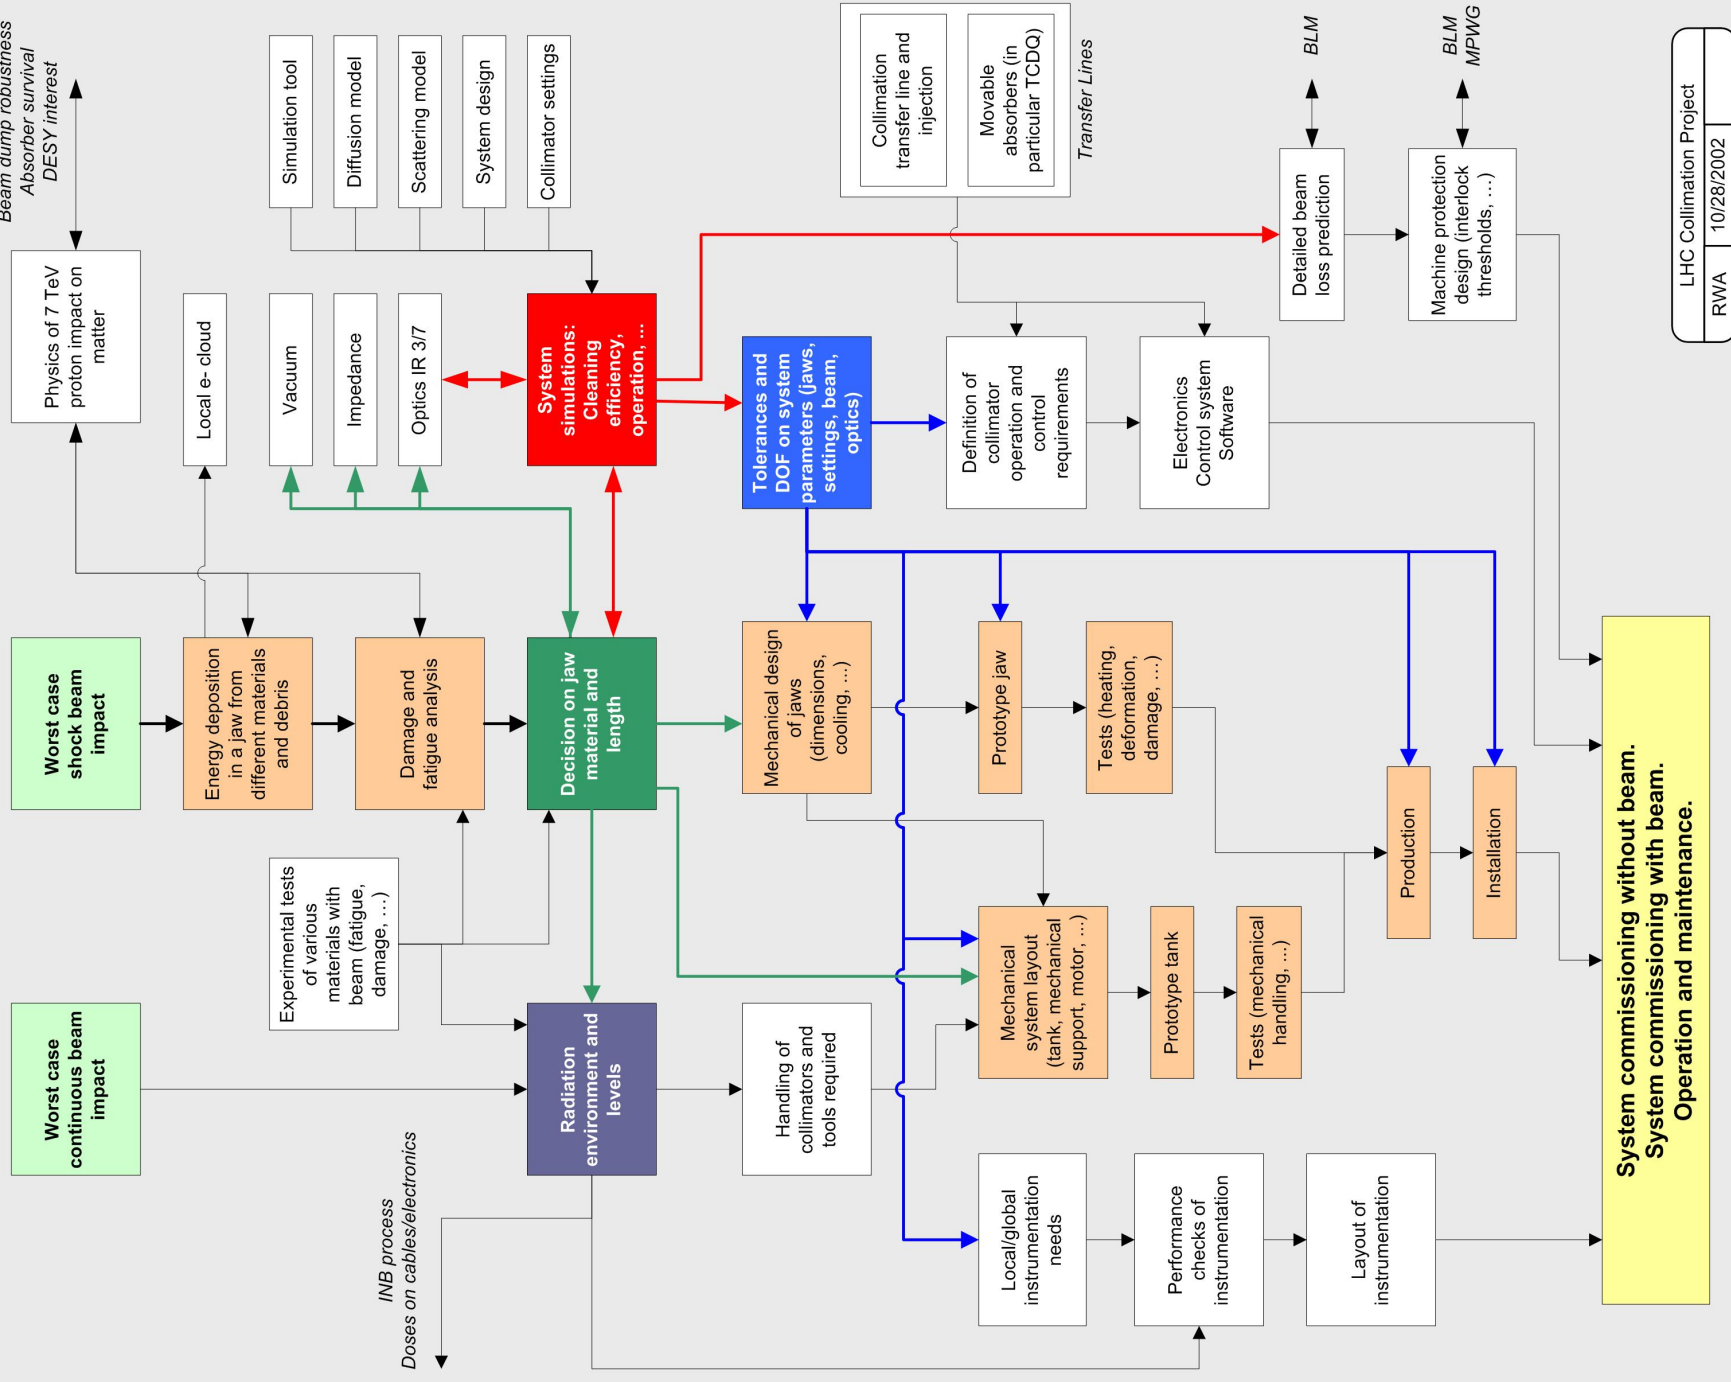 Worst case
continuous beam
impact
Worst case
shock beam
impact
Physics of 7 TeV
proton impact on
matter
Beam dump robustness
Absorber survival
DESY interest
Energy deposition
in a jaw from
different materials
and debris
Local e- cloud
Experimental tests
of various
materials with
beam (fatigue,
damage, …)
Damage and
fatigue analysis
Vacuum
Impedance
Optics IR 3/7
Simulation tool
Diffusion model
Scattering model
System design
Collimator settings
INB process
Doses on cables/electronics
Radiation
environment and
levels
Decision on jaw
material and
length
System
simulations:
Cleaning
efficiency,
operation, ...
Handling of
collimators and
tools required
Mechanical design
of jaws
(dimensions,
cooling, ...)
Tolerances and
DOF on system
parameters (jaws,
settings, beam,
optics)
Collimation
transfer line and
injection
Movable
absorbers (in
particular TCDQ)
Transfer Lines
Local/global
instrumentation
needs
Mechanical
system layout
(tank, mechanical
support, motor, ...)
Prototype jaw
Definition of
collimator
operation and
control
requirements
Performance
checks of
instrumentation
Prototype tank
Tests (heating,
deformation,
damage, …)
Electronics
Control system
Software
Tests (mechanical
handling, …)
Detailed beam
loss prediction
BLM
Layout of
instrumentation
Production
Machine protection
design (interlock
thresholds, …)
BLM
MPWG
Installation
System commissioning without beam.
System commissioning with beam.
Operation and maintenance.
LHC Collimation Project
RWA
10/28/2002